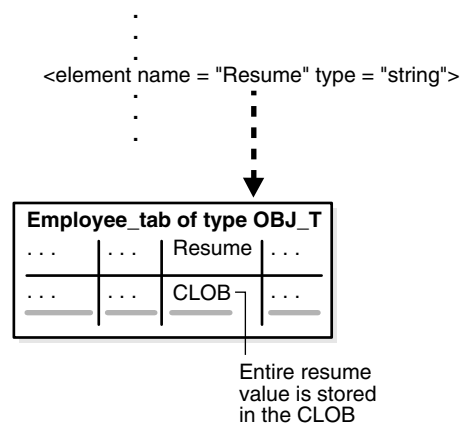 .
.
.
<element name = "Resume" type = "string">
.
.
.
Employee_tab of type OBJ_T
. . . . . . Resume . . .
. . . . . . CLOB . . .
Entire resume
value is stored
in the CLOB